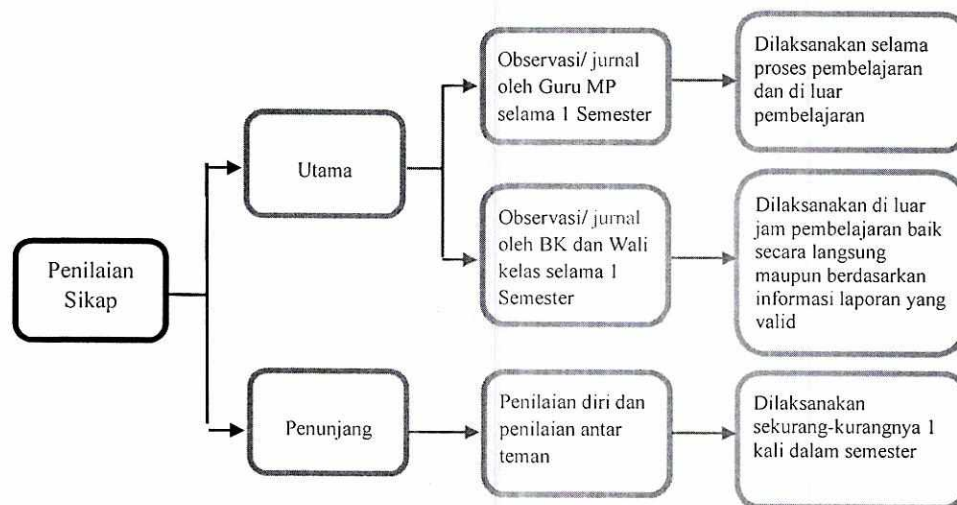 Penilaian
Sikap
Utama
Observasi/ jurnal
oleh Guru MP
selama 1 Semester
Dilaksanakan selama
proses pembelajaran
dan di luar
pembelajaran
Observasi/ jurnal
oleh BK dan Wali
kelas selama 1
Semester
Dilaksanakan di luar
jam pembelajaran baik
secara langsung
maupun berdasarkan
informasi laporan yang
valid
Penunjang
Penilaian diri dan
penilaian antar
teman
Dilaksanakan
sekurang-kurangnya 1
kali dalam semester